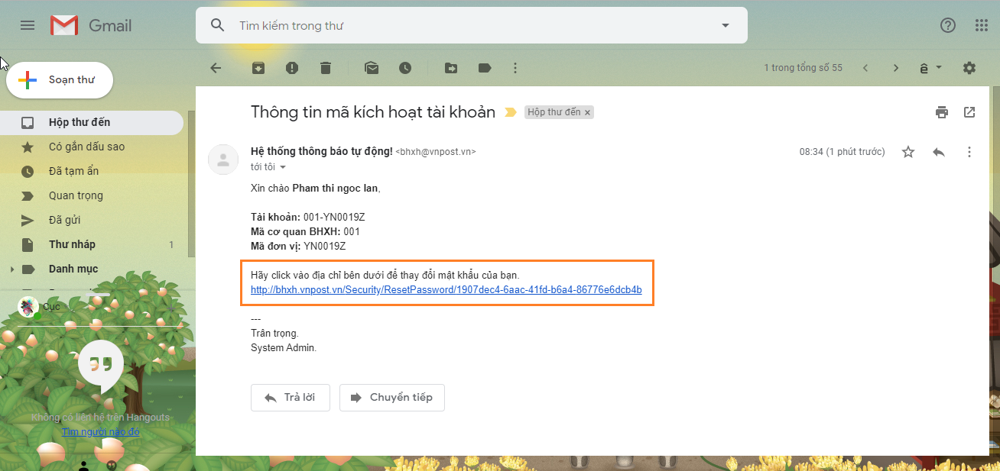 Gmail
Tìm kiếm trong thư
Soạn thư
1 trong tổng số 55
ê
Hộp thư đến
Có gắn dấu sao
Đã tạm ẩn
Quan trọng
Đã gửi
Thư nháp 1
Danh mục
Cục
Không có liên hệ trên Hangouts
Tìm người nào đó
Thông tin mã kích hoạt tài khoản
Hộp thư đến ×
Hệ thống thông báo tự động! <bhxh@vnpost.vn>
08:34 (1 phút trước)
tới tôi
Xin chào Pham thi ngoc lan,
Tài khoản: 001-YN0019Z
Mã cơ quan BHXH: 001
Mã đơn vị: YN0019Z
Hãy click vào địa chỉ bên dưới để thay đổi mật khẩu của bạn.
http://bhxh.vnpost.vn/Security/ResetPassword/1907dec4-6aac-41fd-b6a4-86776e6dcb4b
---
Trân trọng.
System Admin.
Trả lời
Chuyển tiếp